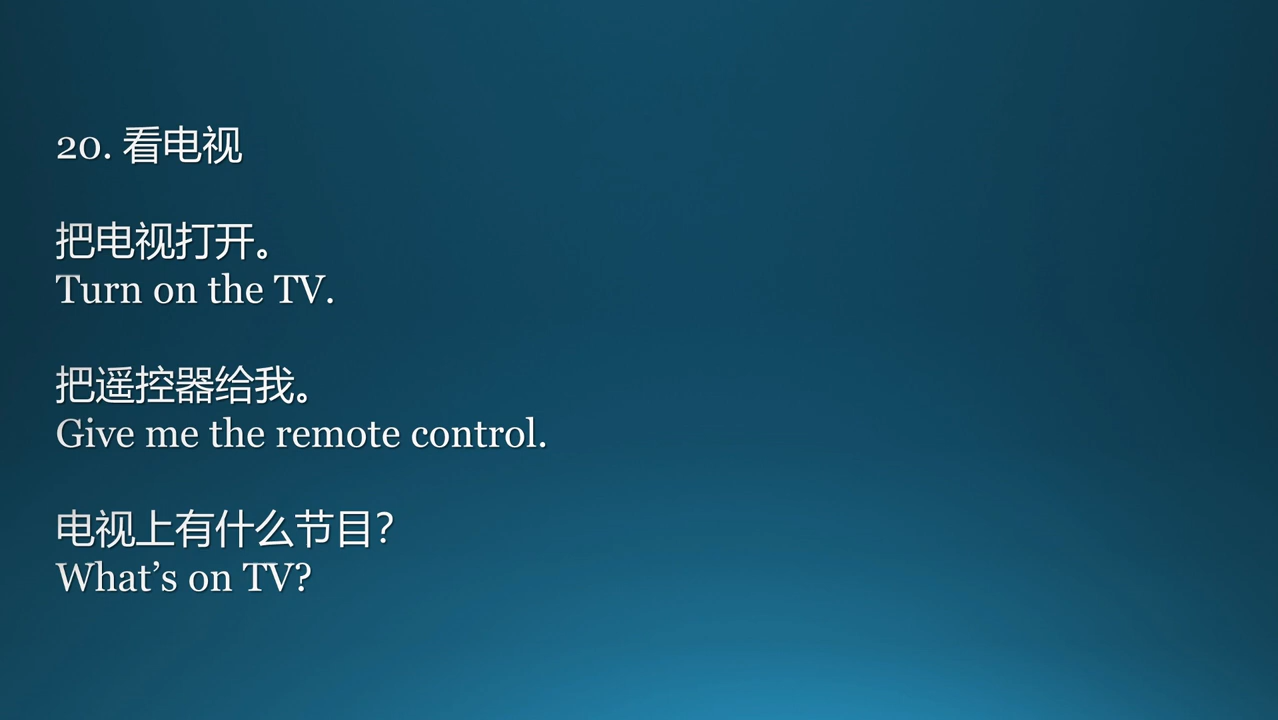 20. 看电视
把电视打开。
Turn on the TV.
把遥控器给我。
Give me the remote control.
电视上有什么节目？
What’s on TV?